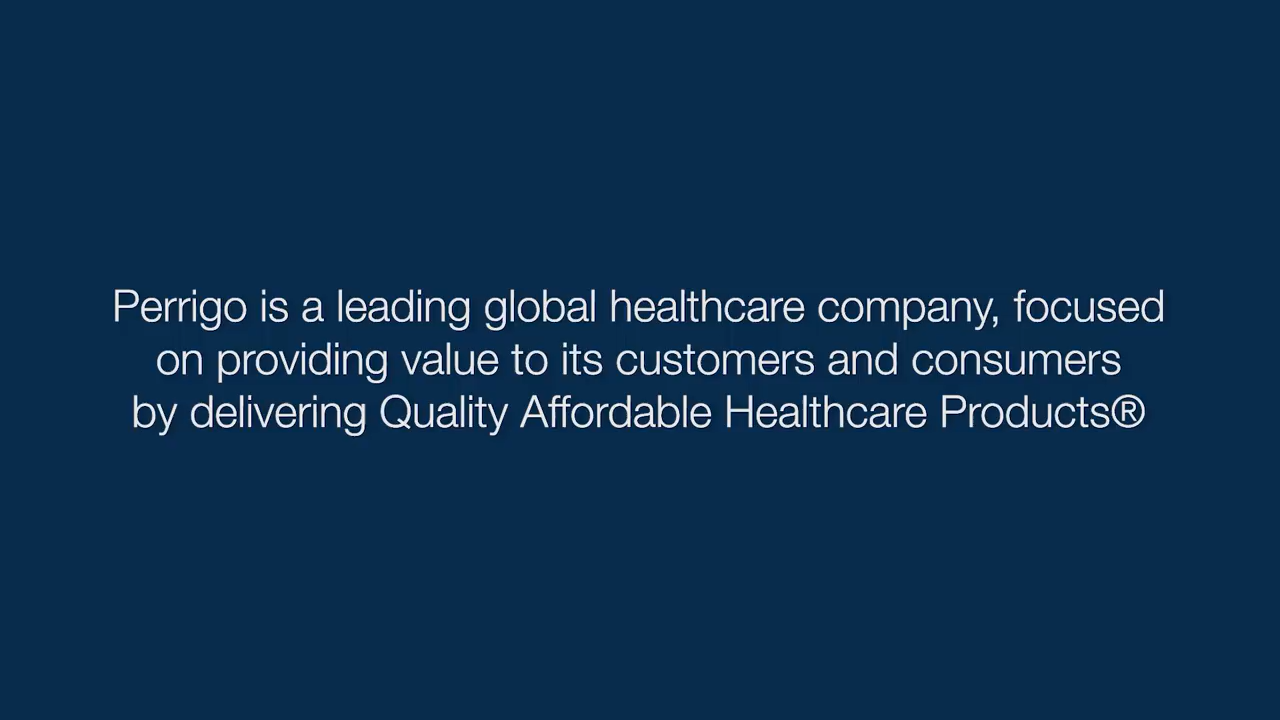 Perrigo is a leading global healthcare company, focused
on providing value to its customers and consumers
by delivering Quality Affordable Healthcare Products®